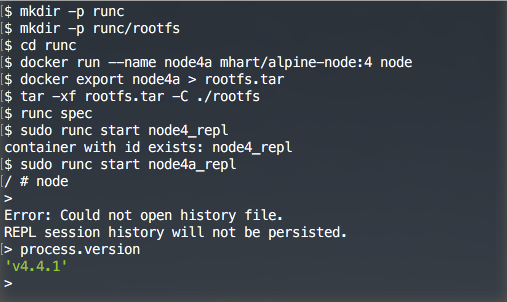 $ mkdir -p runc
$ mkdir -p runc/rootfs
$ cd runc
$ docker run --name node4a mhart/alpine-node:4 node
$ docker export node4a > rootfs.tar
$ tar -xf rootfs.tar -C ./rootfs
$ runc spec
$ sudo runc start node4_repl
container with id exists: node4_repl
$ sudo runc start node4a_repl
/ # node
>
Error: Could not open history file.
REPL session history will not be persisted.
> process.version
'v4.4.1'
>